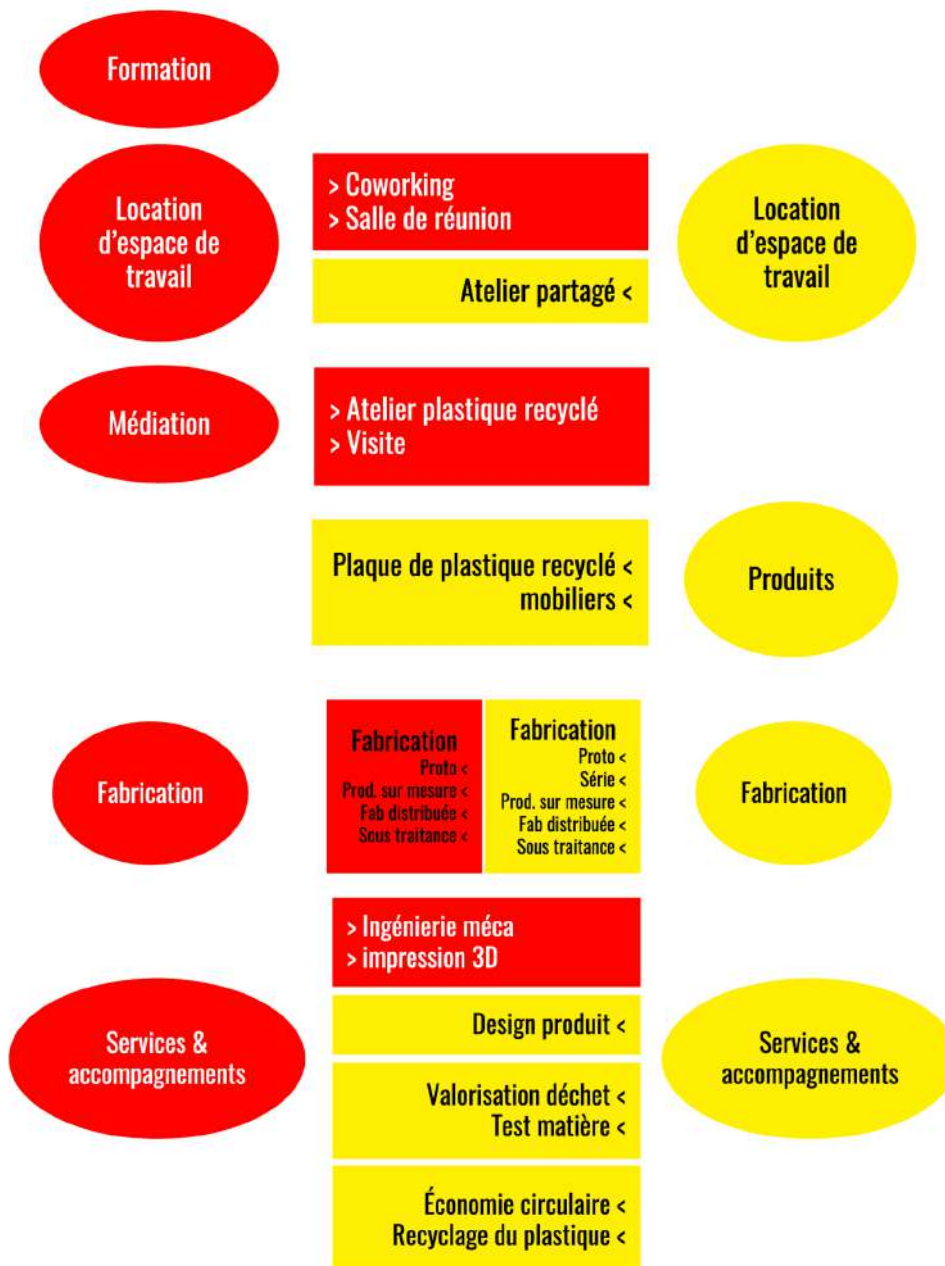 Formation
Location
d'espace de
travail
> Coworking
> Salle de réunion
Atelier partagé <
Location
d'espace de
travail
Médiation
> Atelier plastique recyclé
> Visite
Plaque de plastique recyclé <
mobiliers <
Produits
Fabrication
Fabrication
Proto <
Prod. sur mesure <
Fab distribuée <
Sous traitance <
Fabrication
Proto <
Série <
Prod. sur mesure <
Fab distribuée <
Sous traitance <
Fabrication
Services &
accompagnements
> Ingénierie méca
> impression 3D
Design produit <
Valorisation déchet <
Test matière <
Économie circulaire <
Recyclage du plastique <
Services &
accompagnements